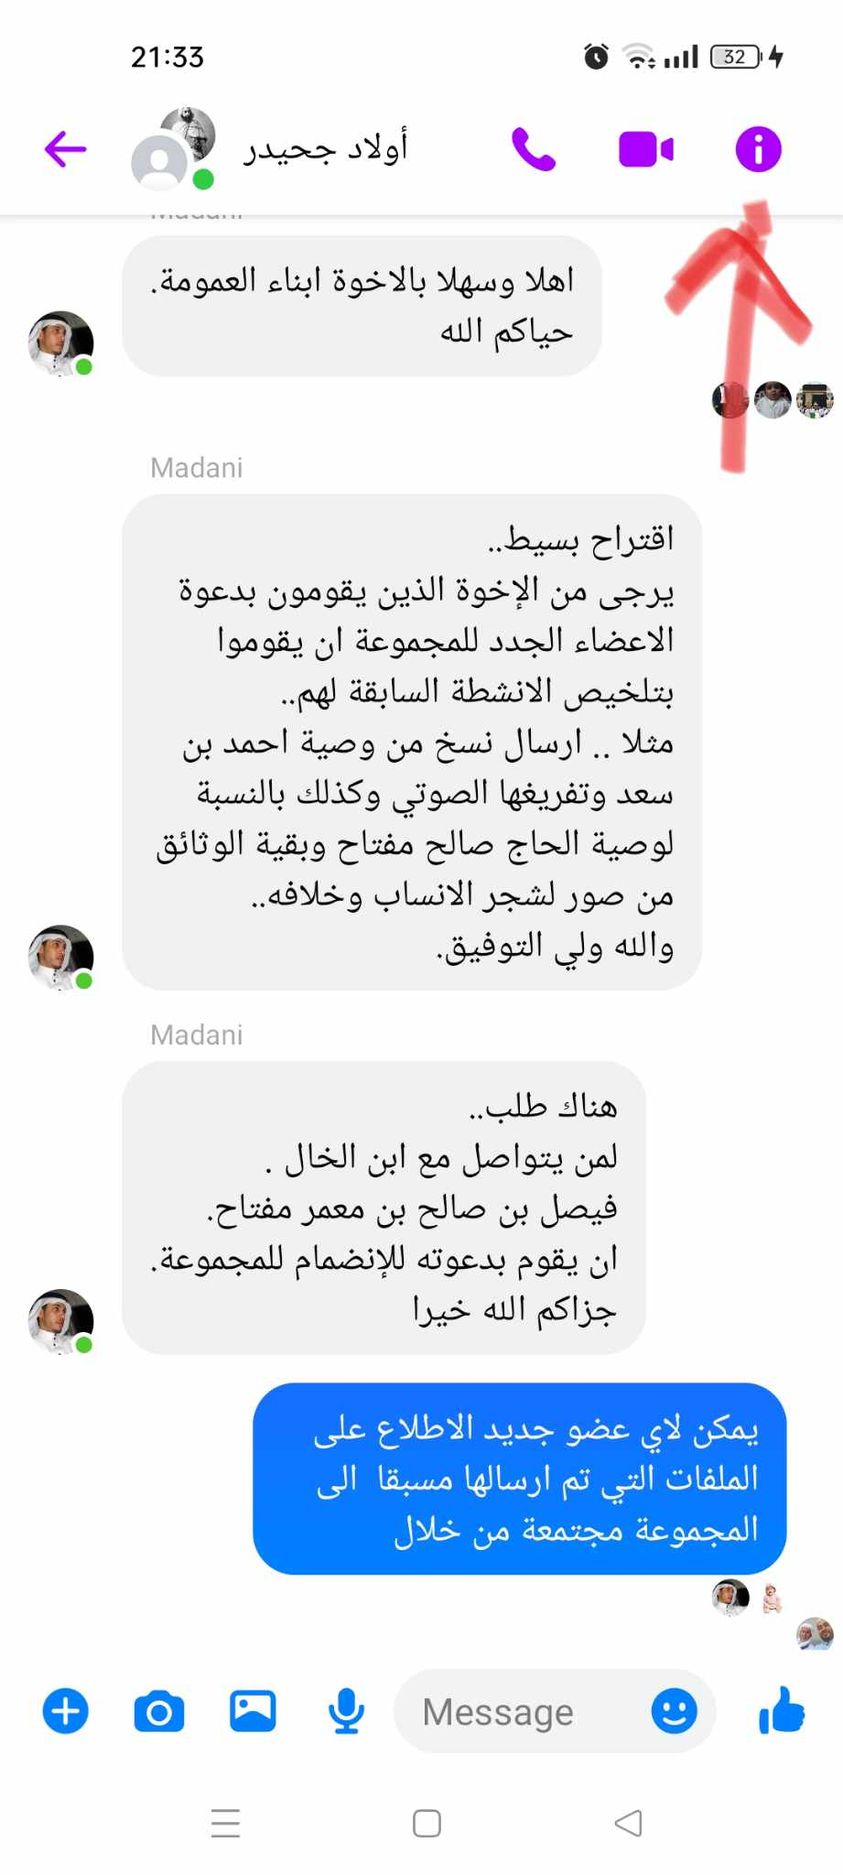 21:33
32
أولاد جحيدر
Madani
اهلا وسهلا بالاخوة ابناء العمومة.
حياكم الله
Madani
اقتراح بسيط..
يرجى من الإخوة الذين يقومون بدعوة
الاعضاء الجدد للمجموعة ان يقوموا
بتلخيص الانشطة السابقة لهم..
مثلا .. ارسال نسخ من وصية احمد بن
سعد وتفريغها الصوتي وكذلك بالنسبة
لوصية الحاج صالح مفتاح وبقية الوثائق
من صور لشجر الانساب وخلافه..
والله ولي التوفيق.
Madani
هناك طلب..
لمن يتواصل مع ابن الخال .
فيصل بن صالح بن معمر مفتاح.
ان يقوم بدعوته للإنضمام للمجموعة.
جزاكم الله خيرا
يمكن لاي عضو جديد الاطلاع على
الملفات التي تم ارسالها مسبقا  الى
المجموعة مجتمعة من خلال
Message